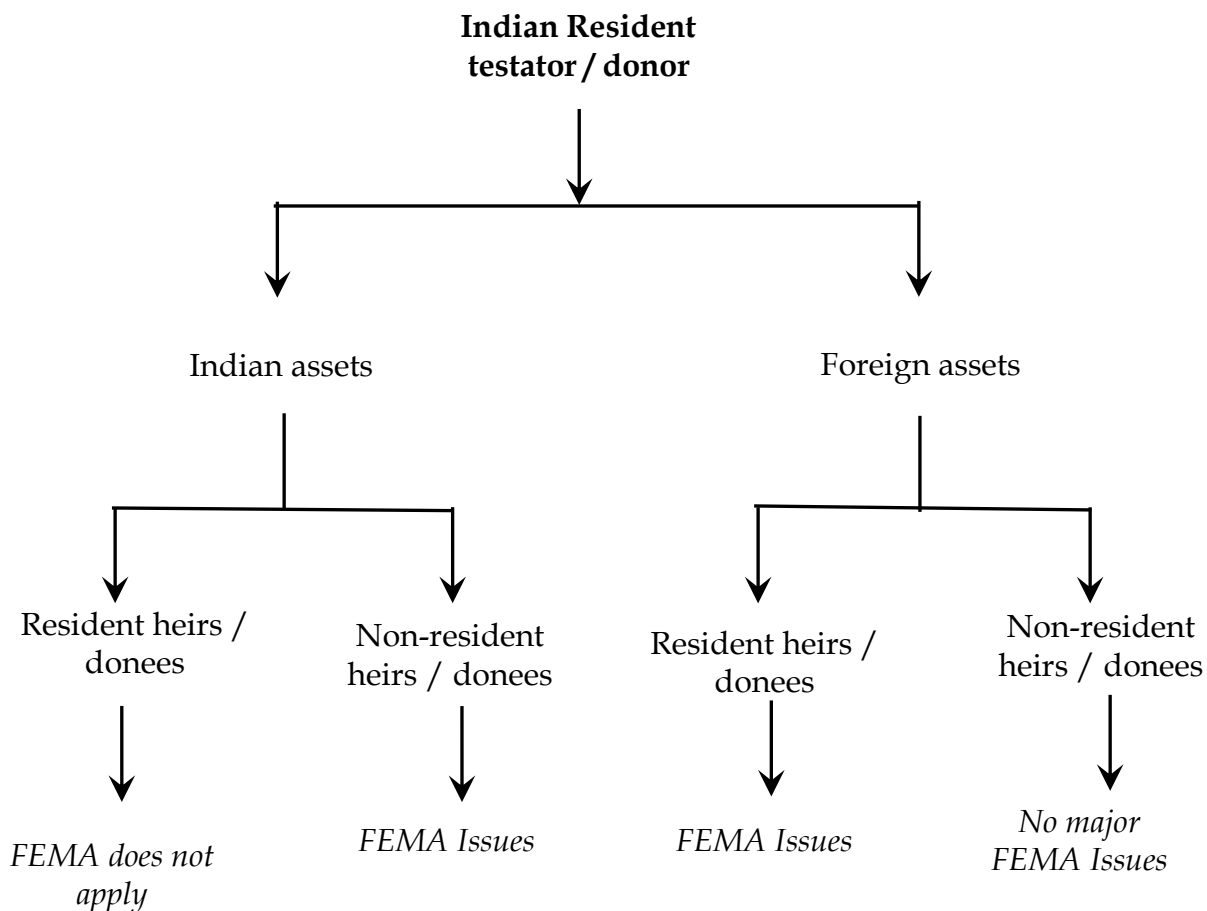 Indian Resident
testator / donor
Indian assets
Foreign assets
Resident heirs /
donees
Non-resident
heirs / donees
Resident heirs /
donees
Non-resident
heirs / donees
FEMA does not
apply
FEMA Issues
FEMA Issues
No major
FEMA Issues